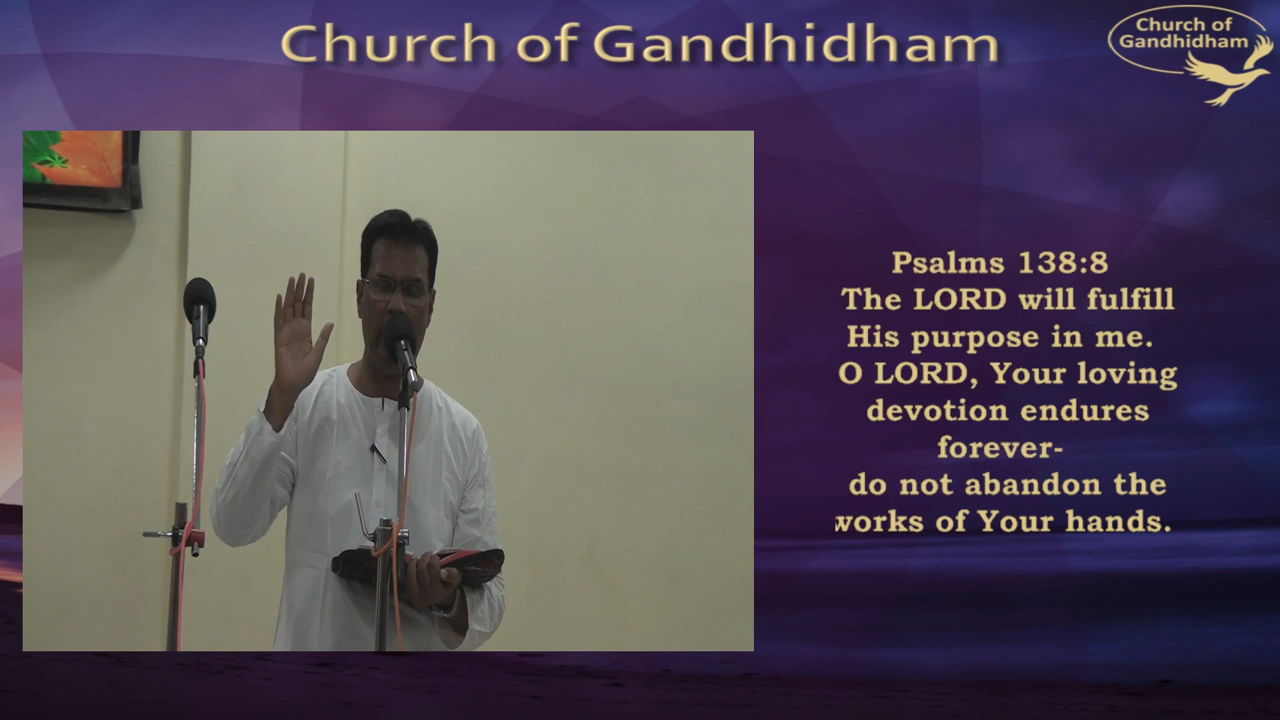 Church of Gandhidham
Church of
Gandhidham
Psalms 138:8
The LORD will fulfill
His purpose in me.
O LORD, Your loving
devotion endures
forever-
do not abandon the
works of Your hands.